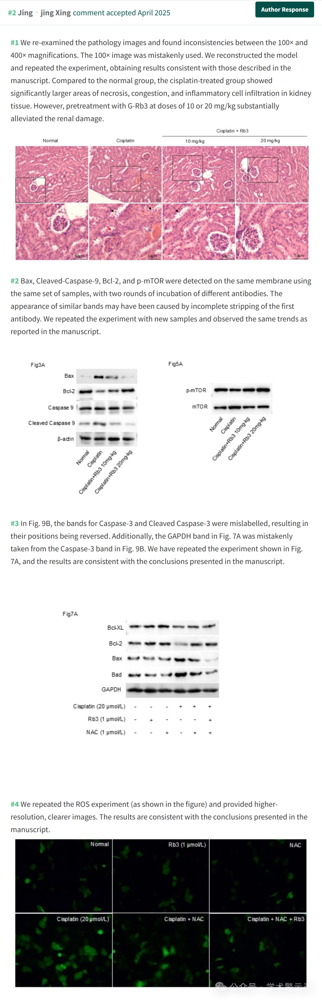 #2 Jing‐jing Xing comment accepted April 2025
Author Response
#1 We re-examined the pathology images and found inconsistencies between the 100× and
400× magnifications. The 100× image was mistakenly used. We reconstructed the model
and repeated the experiment, obtaining results consistent with those described in the
manuscript. Compared to the normal group, the cisplatin-treated group showed
significantly larger areas of necrosis, congestion, and inflammatory cell infiltration in kidney
tissue. However, pretreatment with G-Rb3 at doses of 10 or 20 mg/kg substantially
alleviated the renal damage.
Cisplatin + Rb3
Normal Cisplatin 10 mg/kg 20 mg/kg
50μm 50μm 50μm 50μm
#2 Bax, Cleaved-Caspase-9, Bcl-2, and p-mTOR were detected on the same membrane using
the same set of samples, with two rounds of incubation of different antibodies. The
appearance of similar bands may have been caused by incomplete stripping of the first
antibody. We repeated the experiment with new samples and observed the same trends as
reported in the manuscript.
Fig3A
Bax
Bcl-2
Caspase 9
Cleaved Caspase 9
β-actin
Normal
Cisplatin
Cisplatin+Rb3 10mg-kg
Cisplatin+Rb3 20mg-kg
Fig5A
p-mTOR
mTOR
Normal
Cisplatin
Cisplatin+Rb3 10mg-kg
Cisplatin+Rb3 20mg-kg
#3 In Fig. 9B, the bands for Caspase-3 and Cleaved Caspase-3 were mislabelled, resulting in
their positions being reversed. Additionally, the GAPDH band in Fig. 7A was mistakenly
taken from the Caspase-3 band in Fig. 9B. We have repeated the experiment shown in Fig.
7A, and the results are consistent with the conclusions presented in the manuscript.
Fig7A
Bcl-XL
Bcl-2
Bax
Bad
GAPDH
Cisplatin (20 μmol/L) - - - + + +
Rb3 (1 μmol/L) - + - - - +
NAC (1 μmol/L) - - + - + +
#4 We repeated the ROS experiment (as shown in the figure) and provided higher-
resolution, clearer images. The results are consistent with the conclusions presented in the
manuscript.
Normal Rb3 (1 μmol/L) NAC
Cisplatin (20 μmol/L) Cisplatin + NAC Cisplatin + NAC + Rb3
公众号 · 学术警示录